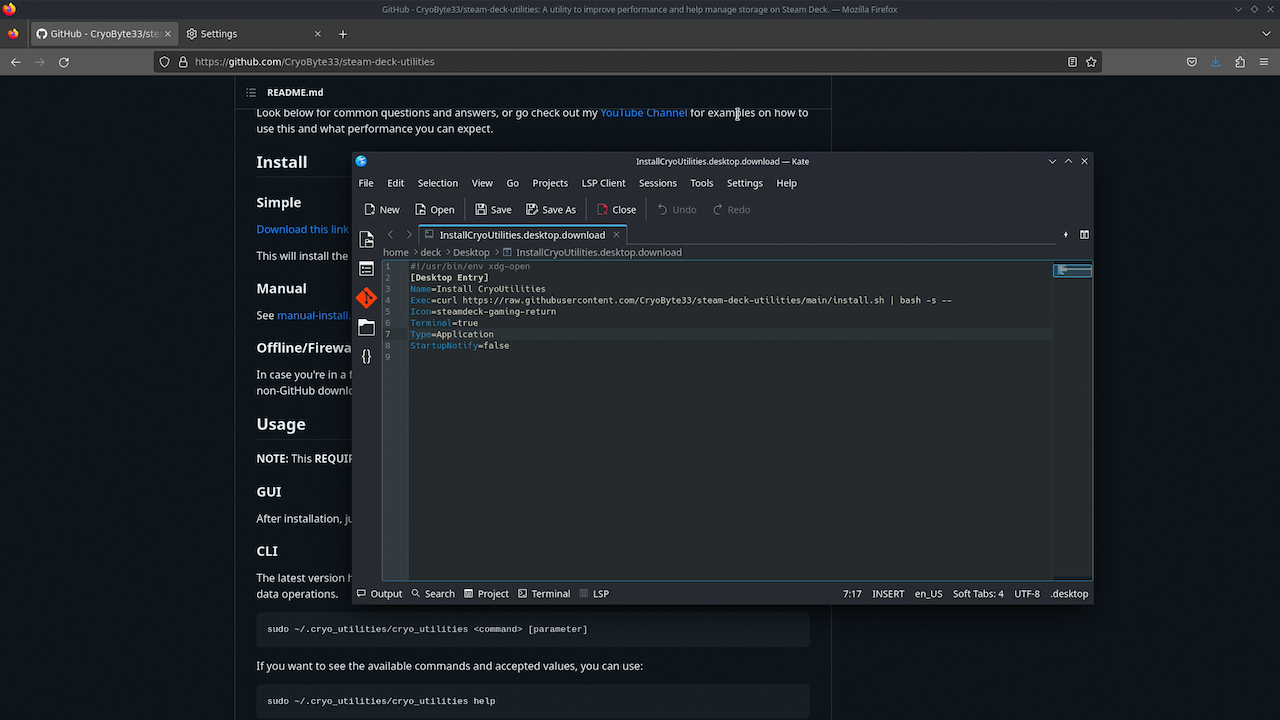 GitHub - CryoByte33/steam-deck-utilities: A utility to improve performance and help manage storage on Steam Deck. — Mozilla Firefox
GitHub - CryoByte33/ste
Settings
https://github.com/CryoByte33/steam-deck-utilities
README.md
Look below for common questions and answers, or go check out my YouTube Channel for examples on how to
use this and what performance you can expect.
Install
Simple
Download this link
This will install the
Manual
See manual-install.
Offline/Firewa
In case you're in a f
non-GitHub downlo
Usage
NOTE: This REQUIR
GUI
After installation, ju
CLI
The latest version h
data operations.
sudo ~/.cryo_utilities/cryo_utilities <command> [parameter]
If you want to see the available commands and accepted values, you can use:
sudo ~/.cryo_utilities/cryo_utilities help
InstallCryoUtilities.desktop.download — Kate
File Edit Selection View Go Projects LSP Client Sessions Tools Settings Help
New Open Save Save As Close Undo Redo
InstallCryoUtilities.desktop.download
home > deck > Desktop > InstallCryoUtilities.desktop.download
1 #!/usr/bin/env xdg-open
2 [Desktop Entry]
3 Name=Install CryoUtilities
4 Exec=curl https://raw.githubusercontent.com/CryoByte33/steam-deck-utilities/main/install.sh | bash -s --
5 Icon=steamdeck-gaming-return
6 Terminal=true
7 Type=Application
8 StartupNotify=false
9
Output Search Project Terminal LSP 7:17 INSERT en_US Soft Tabs: 4 UTF-8 .desktop